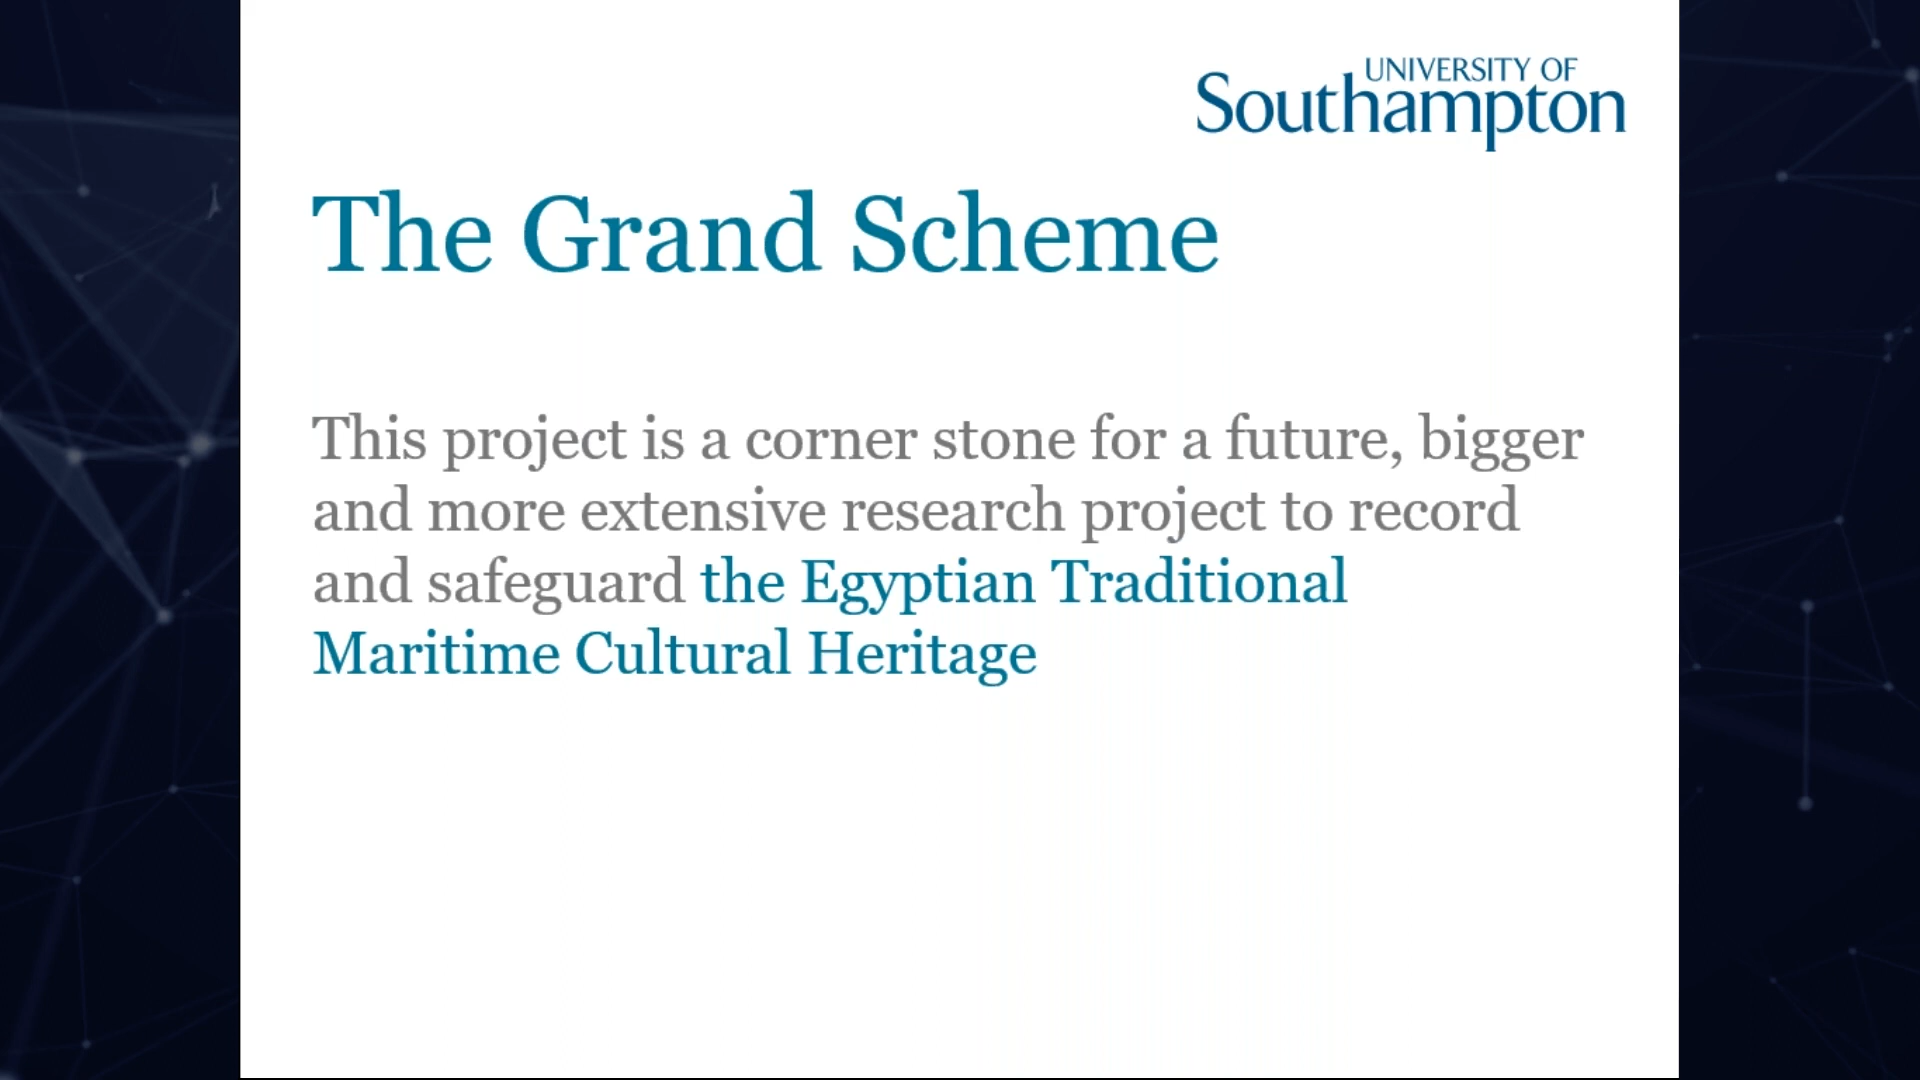 UNIVERSITY OF
Southampton
The Grand Scheme
This project is a corner stone for a future, bigger
and more extensive research project to record
and safeguard the Egyptian Traditional
Maritime Cultural Heritage